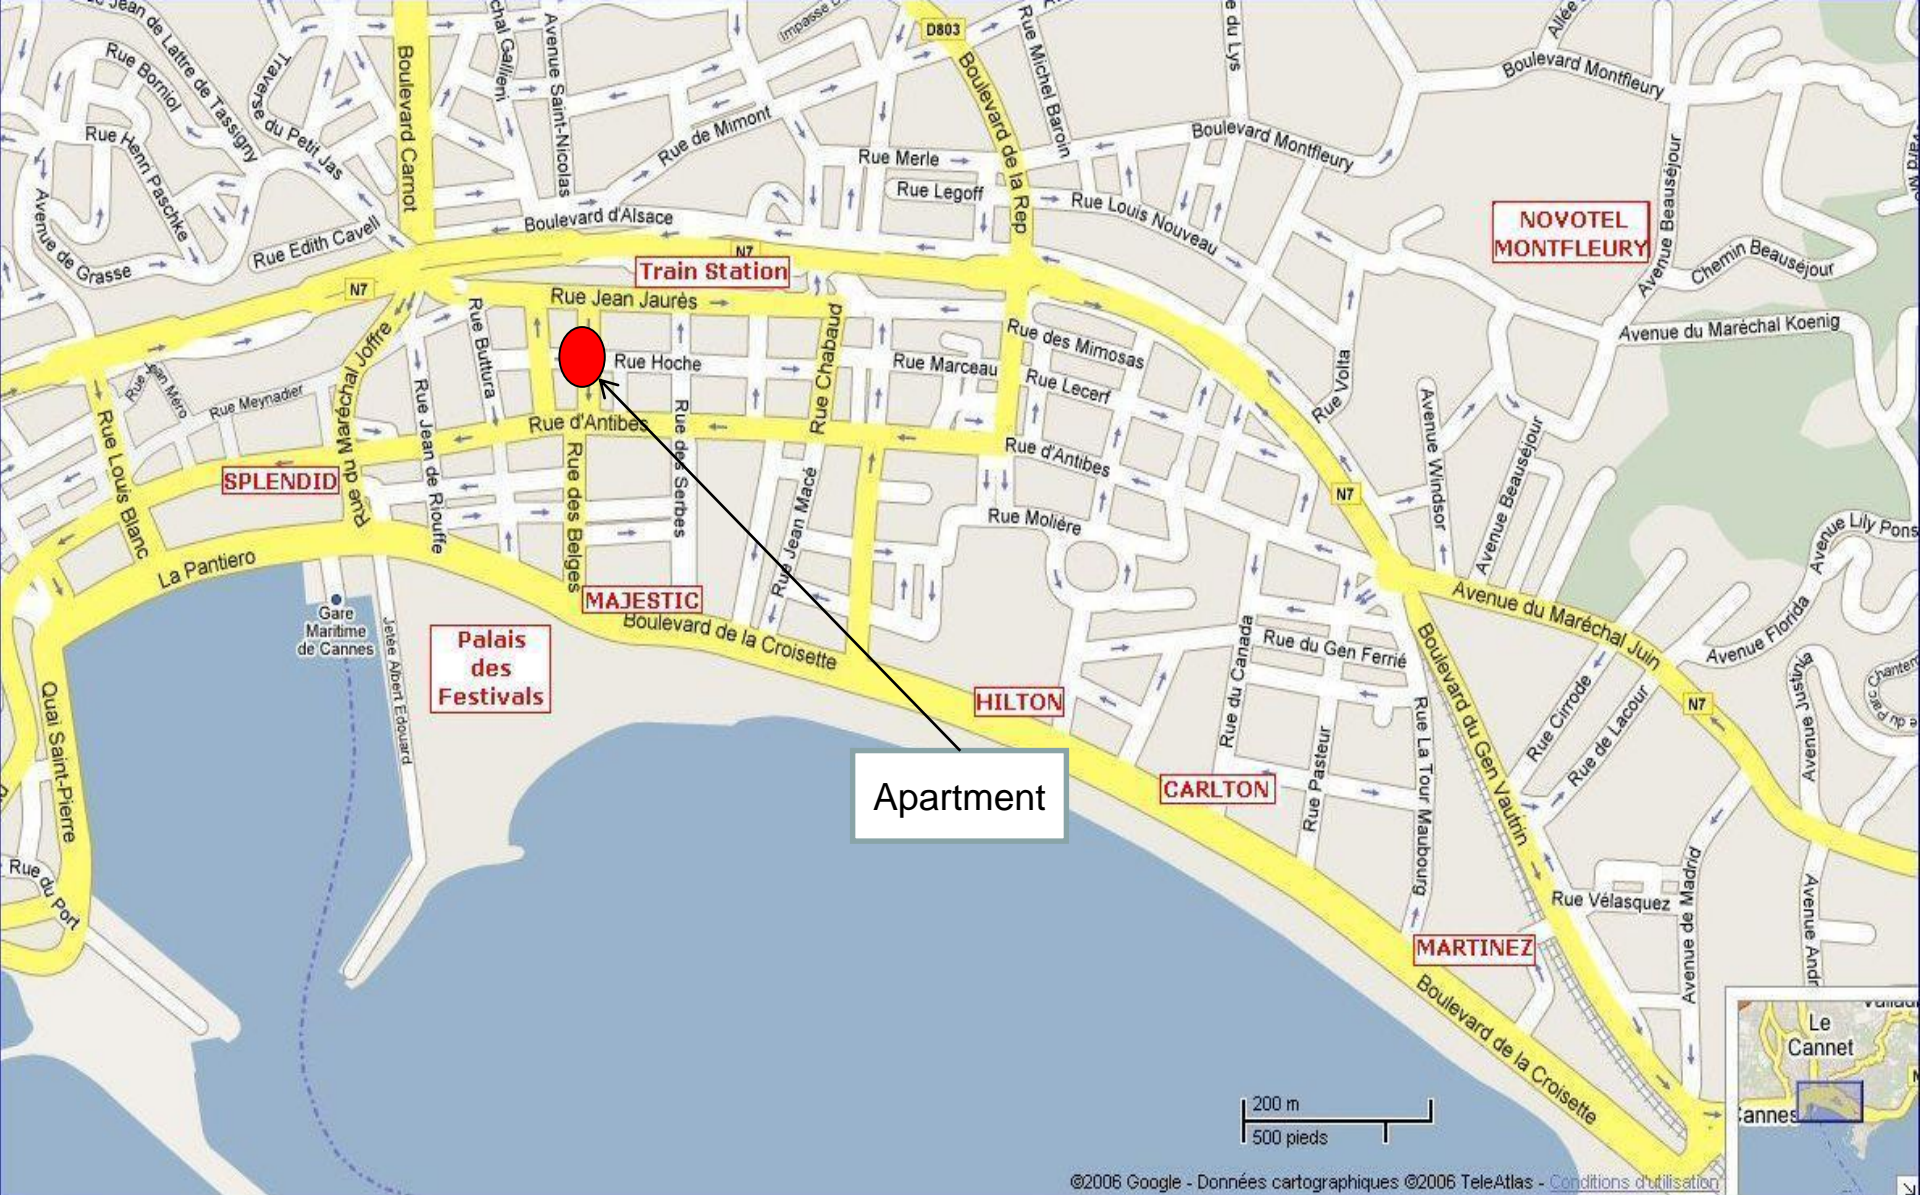 Jean de Lattre de Tassigny
Rue Borniol
Traverse du Petit Jas
Boulevard Carnot
Avenue Saint-Nicolas
D803
Boulevard de la Rep
Rue Michel Baroin
Boulevard Montfleury
Rue Henri Paschke
Rue de Mimont
Rue Merle
Boulevard Montfleury
Rue Legoff
Rue Louis Nouveau
Avenue de Grasse
Rue Edith Cavell
Boulevard d'Alsace
N7
N7
Train Station
NOVOTEL
MONTFLEURY
Avenue Beauséjour
Chemin Beauséjour
Rue Jean Jaurès
Rue Buttura
Rue Hoche
Rue Chabaud
Rue Marceau
Rue des Mimosas
Rue Lecerf
Rue Volta
Avenue du Maréchal Koenig
Rue Jean Méro
Rue Meynadier
Rue du Maréchal Joffre
Rue Jean de Riouffe
Rue d'Antibes
Rue des Serbes
Rue d'Antibes
Avenue Windsor
Avenue Beauséjour
N7
Rue Louis Blanc
SPLENDID
Rue des Belges
Rue Jean Macé
Rue Molière
Avenue Lily Pons
La Pantiero
MAJESTIC
Boulevard de la Croisette
Gare
Maritime
de Cannes
Jetée Albert Edouard
Palais
des
Festivals
Avenue du Maréchal Juin
Avenue Florida
Rue du Canada
Rue du Gen Ferrié
Boulevard du Gen Vautrin
Rue Cirrode
Rue de Lacour
N7
Avenue Justinia
Quai Saint-Pierre
HILTON
Apartment
CARLTON
Rue Pasteur
Rue La Tour Maubourg
Rue du Port
Rue Vélasquez
Avenue de Madrid
MARTINEZ
Boulevard de la Croisette
Le
Cannet
200 m
500 pieds
©2006 Google - Données cartographiques ©2006 TeleAtlas - Conditions d'utilisation